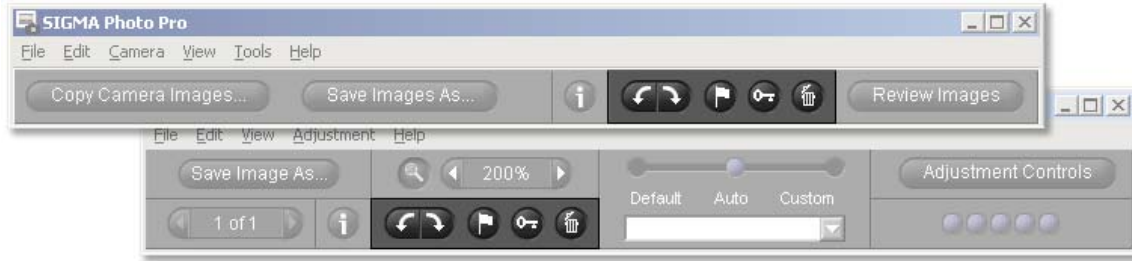 SIGMA Photo Pro
File Edit Camera View Tools Help
Copy Camera Images... Save Images As... i Review Images
File Edit View Adjustment Help
Save Image As... 200% Adjustment Controls
Default Auto Custom
1 of 1 i